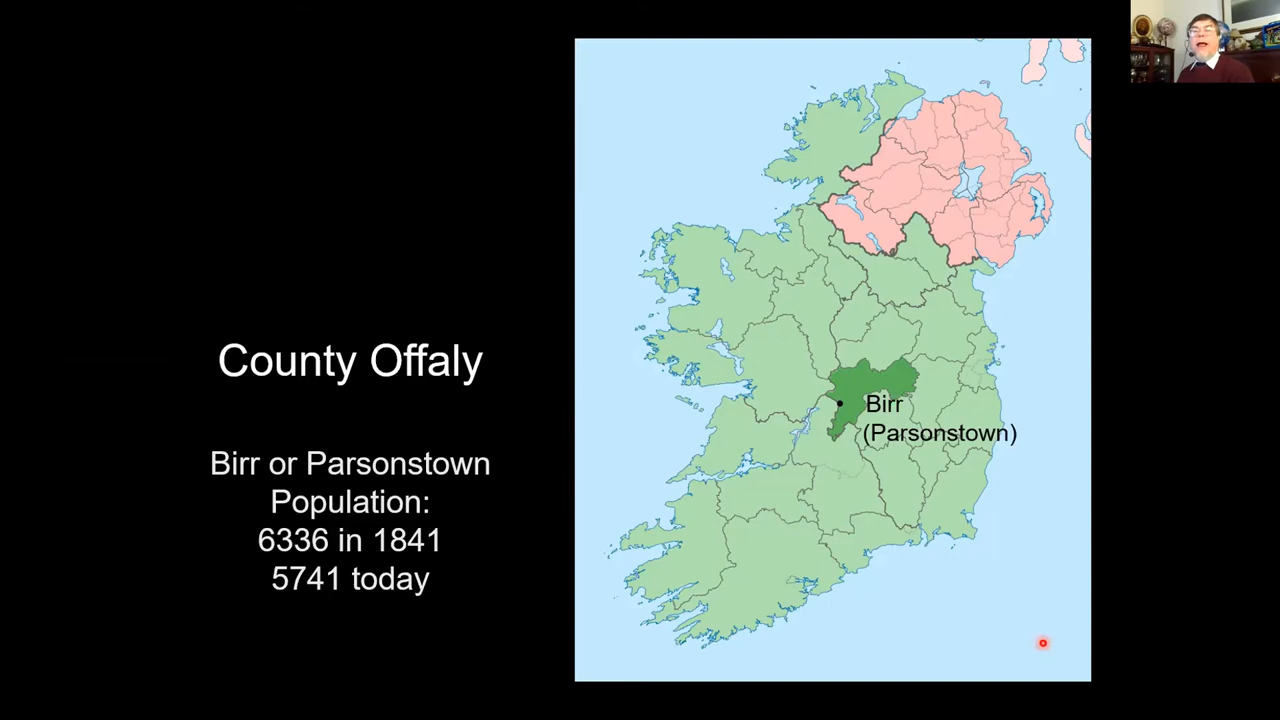 County Offaly
Birr or Parsonstown
Population:
6336 in 1841
5741 today
Birr
(Parsonstown)